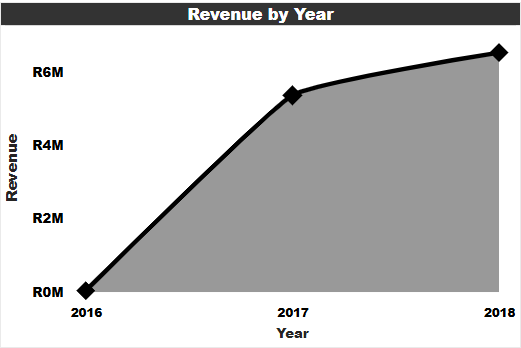 Revenue by Year
R6M
R4M
R2M
R0M
Revenue
2016 2017 2018
Year